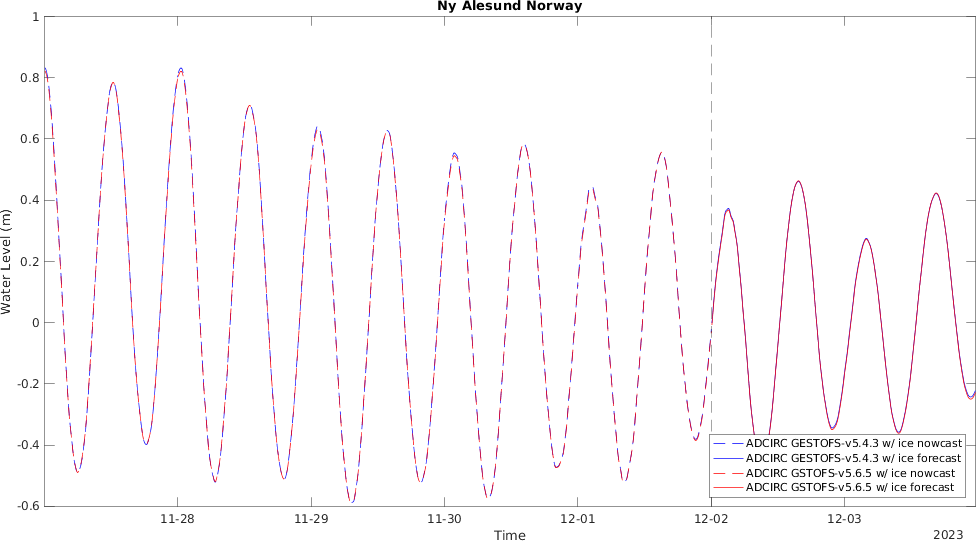 Ny Alesund Norway
1
0.8
0.6
0.4
0.2
0
-0.2
-0.4
-0.6
Water Level (m)
11-28 11-29 11-30 12-01 12-02 12-03
Time
2023
ADCIRC GESTOFS-v5.4.3 w/ ice nowcast
ADCIRC GESTOFS-v5.4.3 w/ ice forecast
ADCIRC GSTOFS-v5.6.5 w/ ice nowcast
ADCIRC GSTOFS-v5.6.5 w/ ice forecast